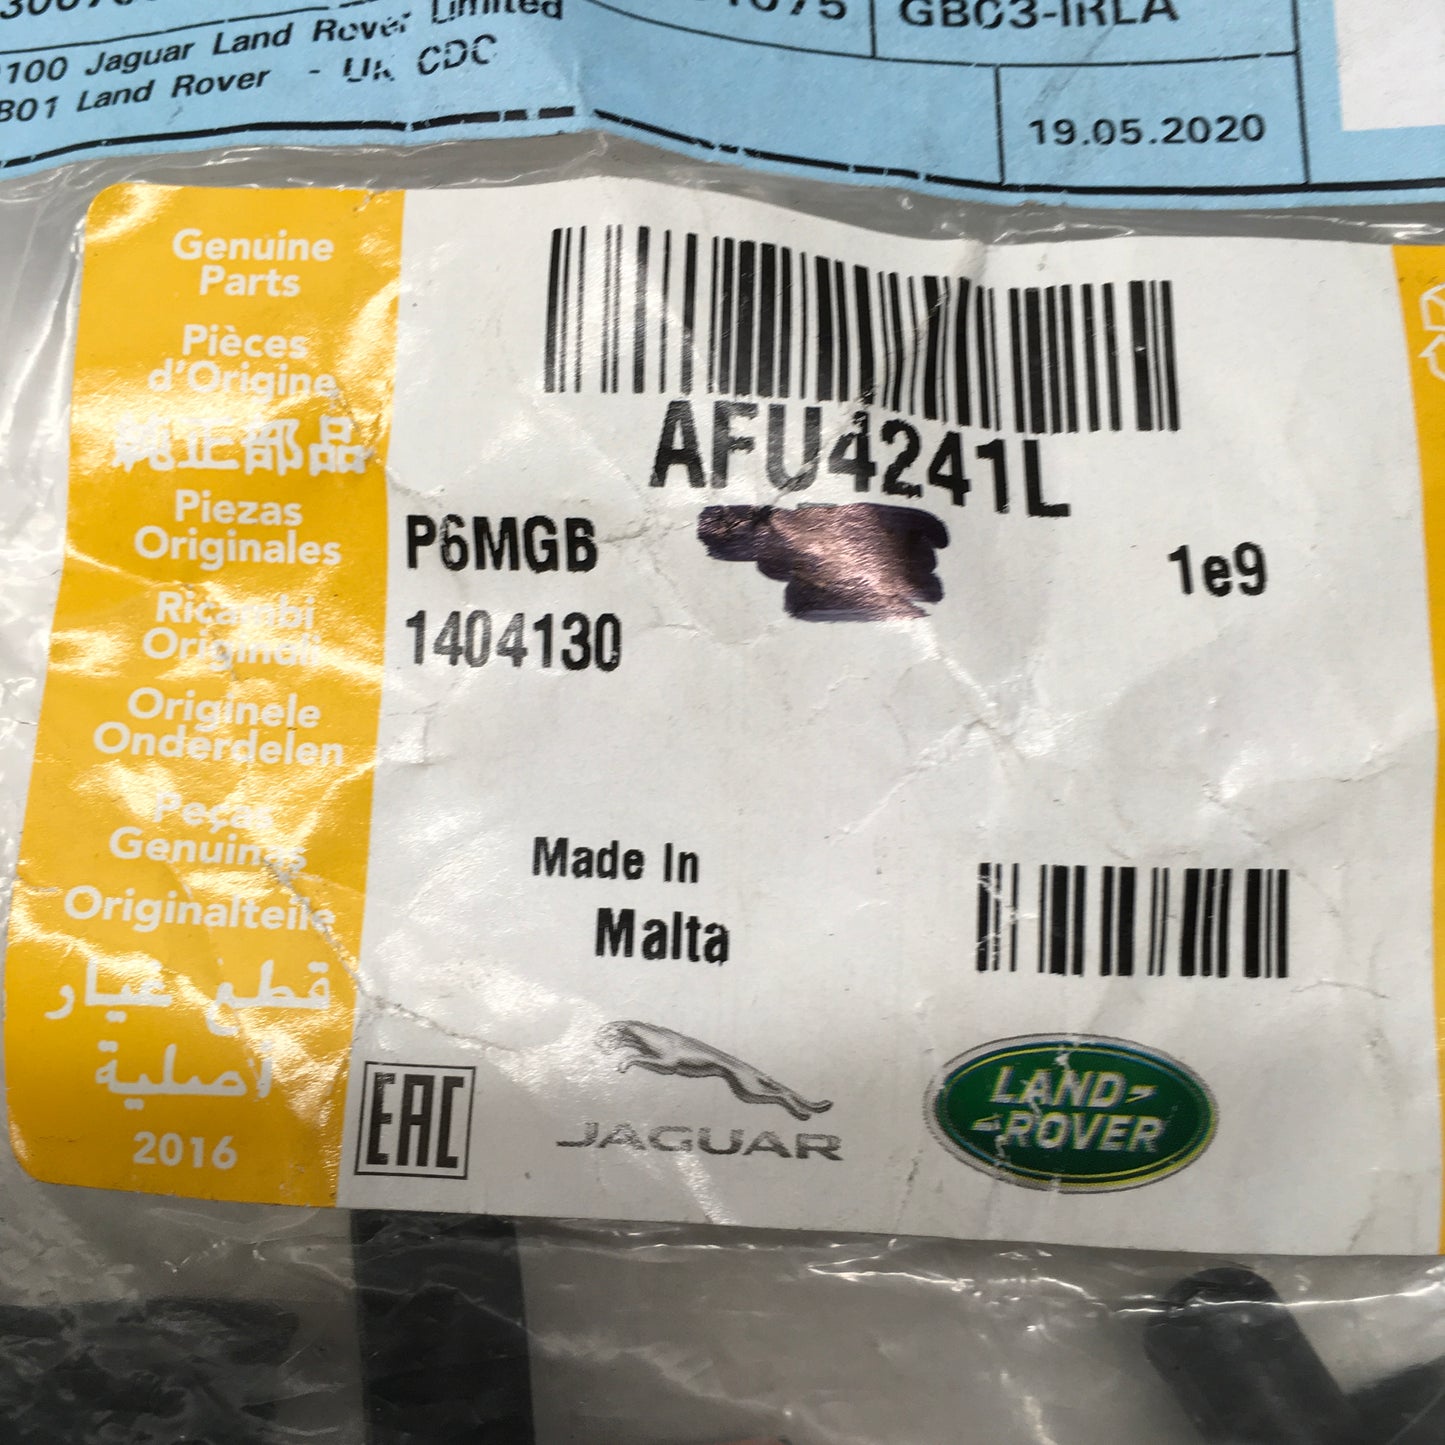 Limited
GBC3-IRLA
100 Jaguar Land Rover
B01 Land Rover - UK CDC
19.05.2020
Genuine
Parts
Pièces
d'Origine
純正部品
Piezas
Originales
Ricambi
Originali
Originele
Onderdelen
Peças
Genuinas
Originalteile
قطع غيار
أصلية
2016
AFU4241L
P6MGB
1e9
1404130
Made In
Malta
EAC
JAGUAR
LAND-
-ROVER